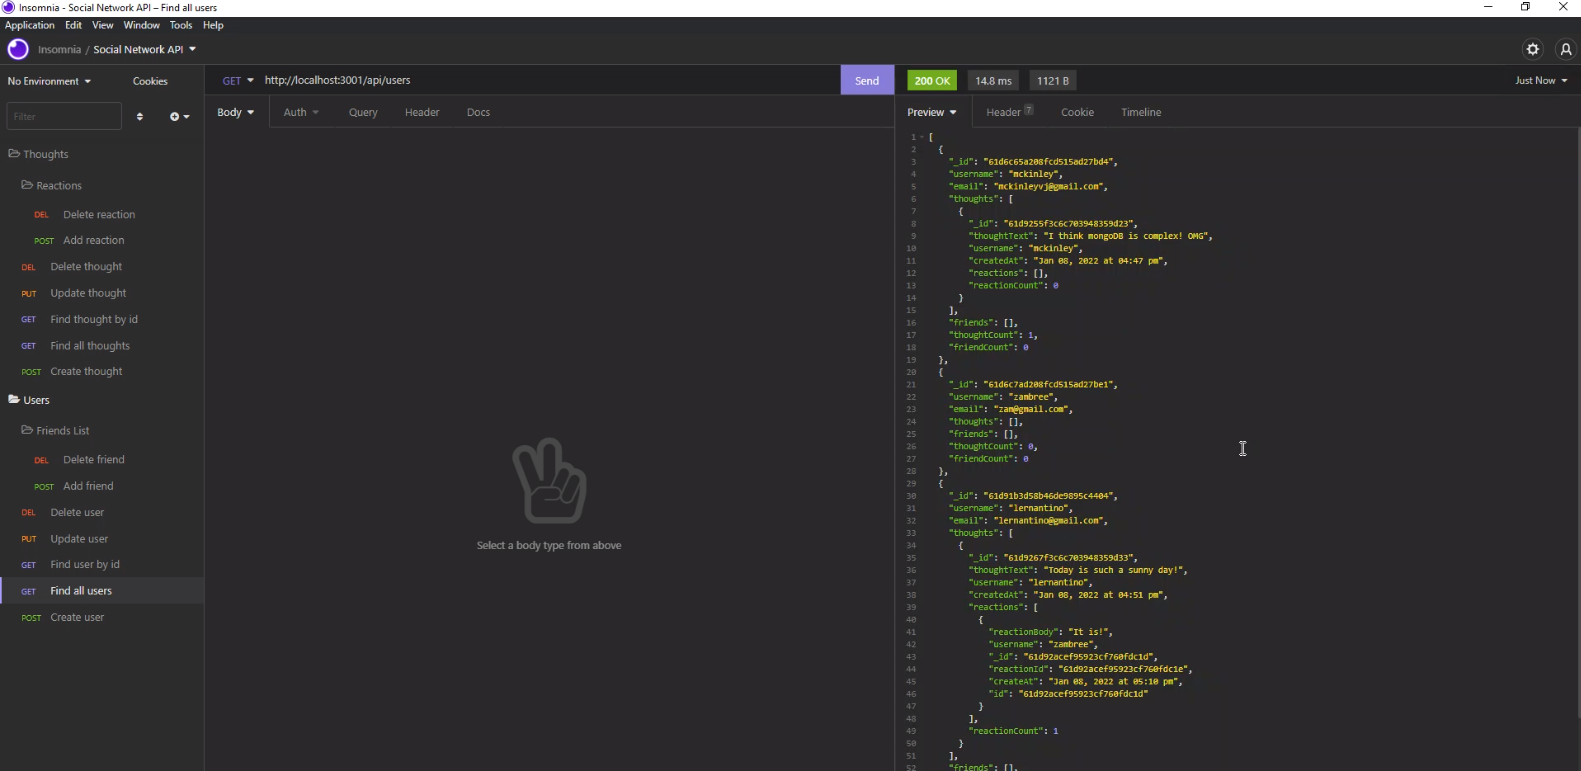 Insomnia - Social Network API – Find all users
Application Edit View Window Tools Help
Insomnia / Social Network API
No Environment Cookies
GET http://localhost:3001/api/users Send
200 OK 14.8 ms 1121 B Just Now
Filter
Body Auth Query Header Docs
Preview Header 7 Cookie Timeline
Thoughts
Reactions
DEL Delete reaction
POST Add reaction
DEL Delete thought
PUT Update thought
GET Find thought by id
GET Find all thoughts
POST Create thought
Users
Friends List
DEL Delete friend
POST Add friend
DEL Delete user
PUT Update user
GET Find user by id
GET Find all users
POST Create user
Select a body type from above
1 [
2 {
3 "_id": "61d6c65a208fcd515ad27bd4",
4 "username": "mckinley",
5 "email": "mckinleyvj@gmail.com",
6 "thoughts": [
7 {
8 "_id": "61d9255f3c6c703948359d23",
9 "thoughtText": "I think mongoDB is complex! OMG",
10 "username": "mckinley",
11 "createdAt": "Jan 08, 2022 at 04:47 pm",
12 "reactions": [],
13 "reactionCount": 0
14 }
15 ],
16 "friends": [],
17 "thoughtCount": 1,
18 "friendCount": 0
19 },
20 {
21 "_id": "61d6c7ad208fcd515ad27be1",
22 "username": "zambree",
23 "email": "zam@gmail.com",
24 "thoughts": [],
25 "friends": [],
26 "thoughtCount": 0,
27 "friendCount": 0
28 },
29 {
30 "_id": "61d91b3d58b46de9895c4404",
31 "username": "lernantino",
32 "email": "lernantino@gmail.com",
33 "thoughts": [
34 {
35 "_id": "61d9267f3c6c703948359d33",
36 "thoughtText": "Today is such a sunny day!",
37 "username": "lernantino",
38 "createdAt": "Jan 08, 2022 at 04:51 pm",
39 "reactions": [
40 {
41 "reactionBody": "It is!",
42 "username": "zambree",
43 "_id": "61d92acef95923cf760fdc1d",
44 "reactionId": "61d92acef95923cf760fdc1e",
45 "createAt": "Jan 08, 2022 at 05:10 pm",
46 "id": "61d92acef95923cf760fdc1d"
47 }
48 ],
49 "reactionCount": 1
50 }
51 ],
52 "friends": [],